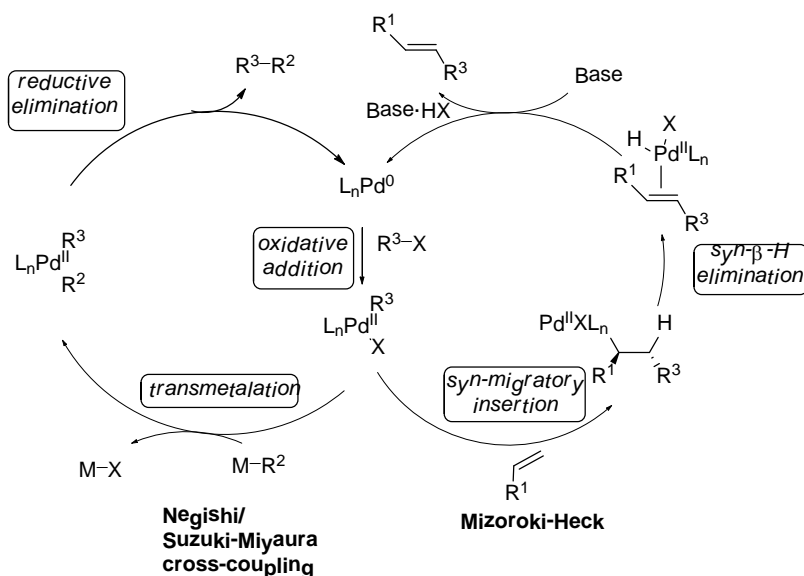 R¹
R³
R³–R²
Base
reductive
elimination
Base·HX
H
X
PdᴵᴵLₙ
R¹
R³
LₙPd⁰
R³
LₙPdᴵᴵ
R²
oxidative
addition
R³–X
syn-β-H
elimination
R³
LₙPdᴵᴵ
X
PdᴵᴵXLₙ
H
R¹
R³
transmetalation
syn-migratory
insertion
M–X
M–R²
R¹
Negishi/
Suzuki-Miyaura
cross-coupling
Mizoroki-Heck